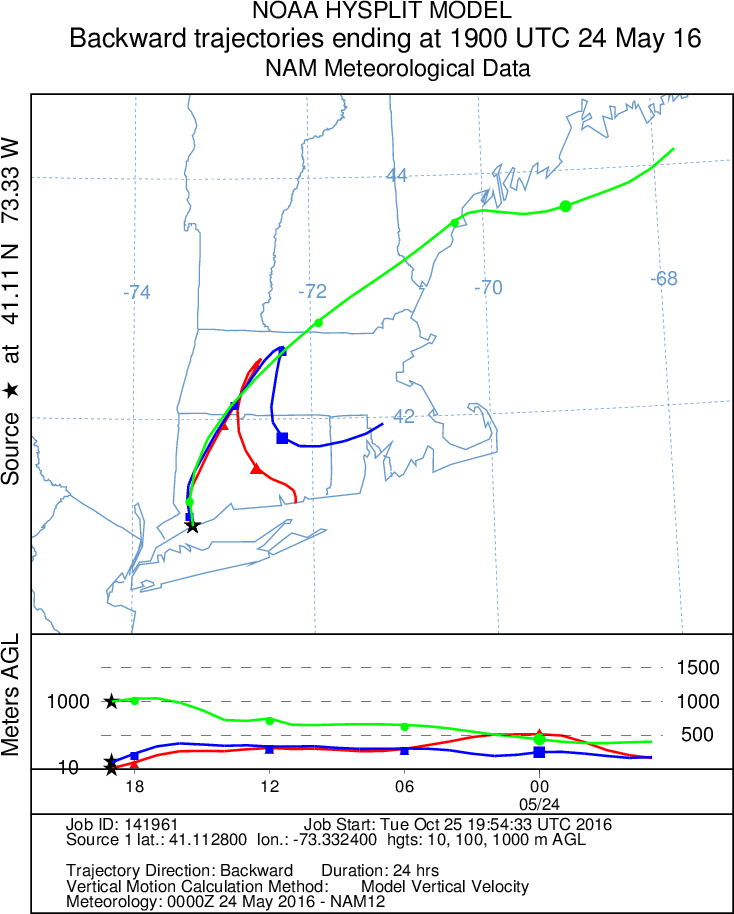 NOAA HYSPLIT MODEL
Backward trajectories ending at 1900 UTC 24 May 16
NAM Meteorological Data
Source ★ at 41.11 N 73.33 W
44
-74
-72
-70
-68
42
Meters AGL
1500
1000
1000
500
10
18
12
06
00
05/24
Job ID: 141961 Job Start: Tue Oct 25 19:54:33 UTC 2016
Source 1 lat.: 41.112800 lon.: -73.332400 hgts: 10, 100, 1000 m AGL
Trajectory Direction: Backward Duration: 24 hrs
Vertical Motion Calculation Method: Model Vertical Velocity
Meteorology: 0000Z 24 May 2016 - NAM12